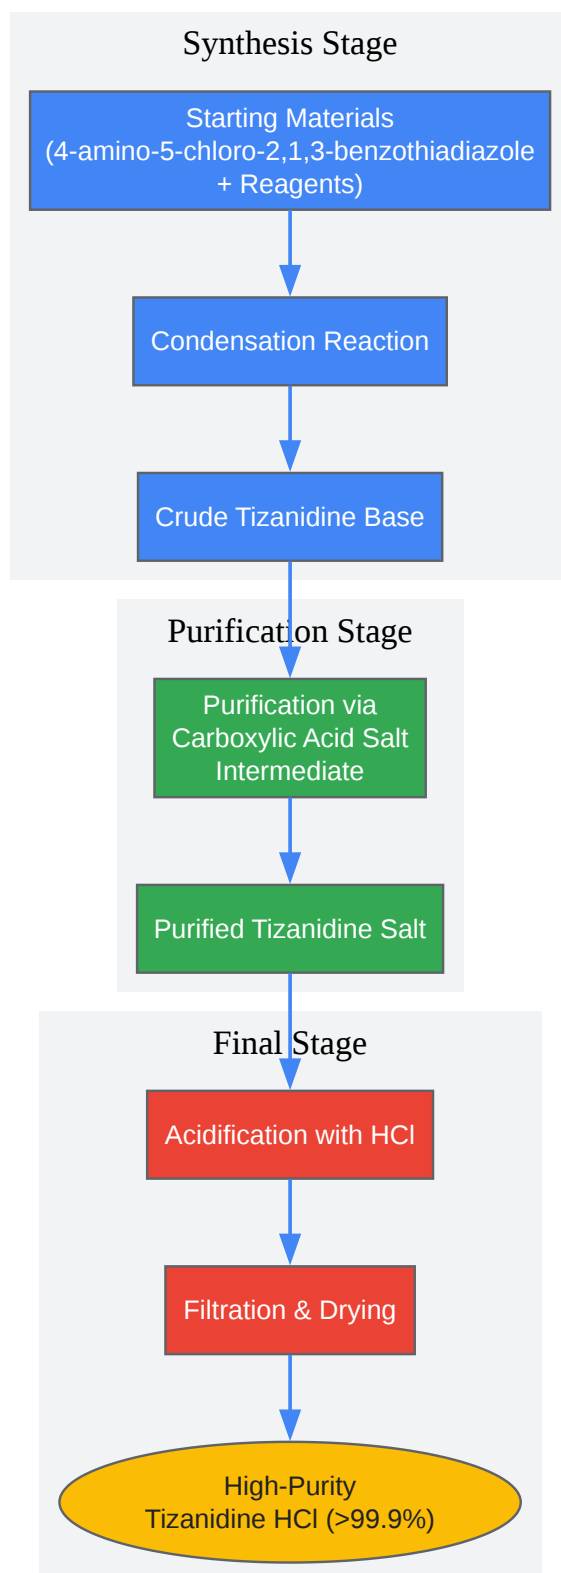 Synthesis Stage
Starting Materials
(4-amino-5-chloro-2,1,3-benzothiadiazole
+ Reagents)
Condensation Reaction
Crude Tizanidine Base
Purification Stage
Purification via
Carboxylic Acid Salt
Intermediate
Purified Tizanidine Salt
Final Stage
Acidification with HCl
Filtration & Drying
High-Purity
Tizanidine HCl (>99.9%)